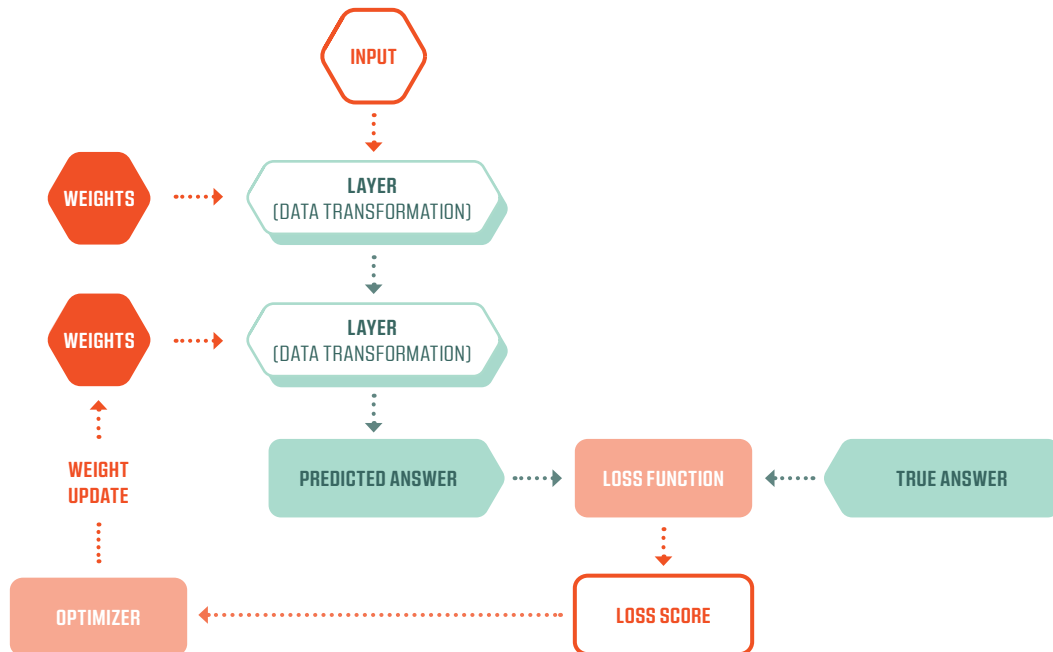 INPUT
WEIGHTS
LAYER
(DATA TRANSFORMATION)
WEIGHTS
LAYER
(DATA TRANSFORMATION)
WEIGHT
UPDATE
PREDICTED ANSWER
LOSS FUNCTION
TRUE ANSWER
OPTIMIZER
LOSS SCORE